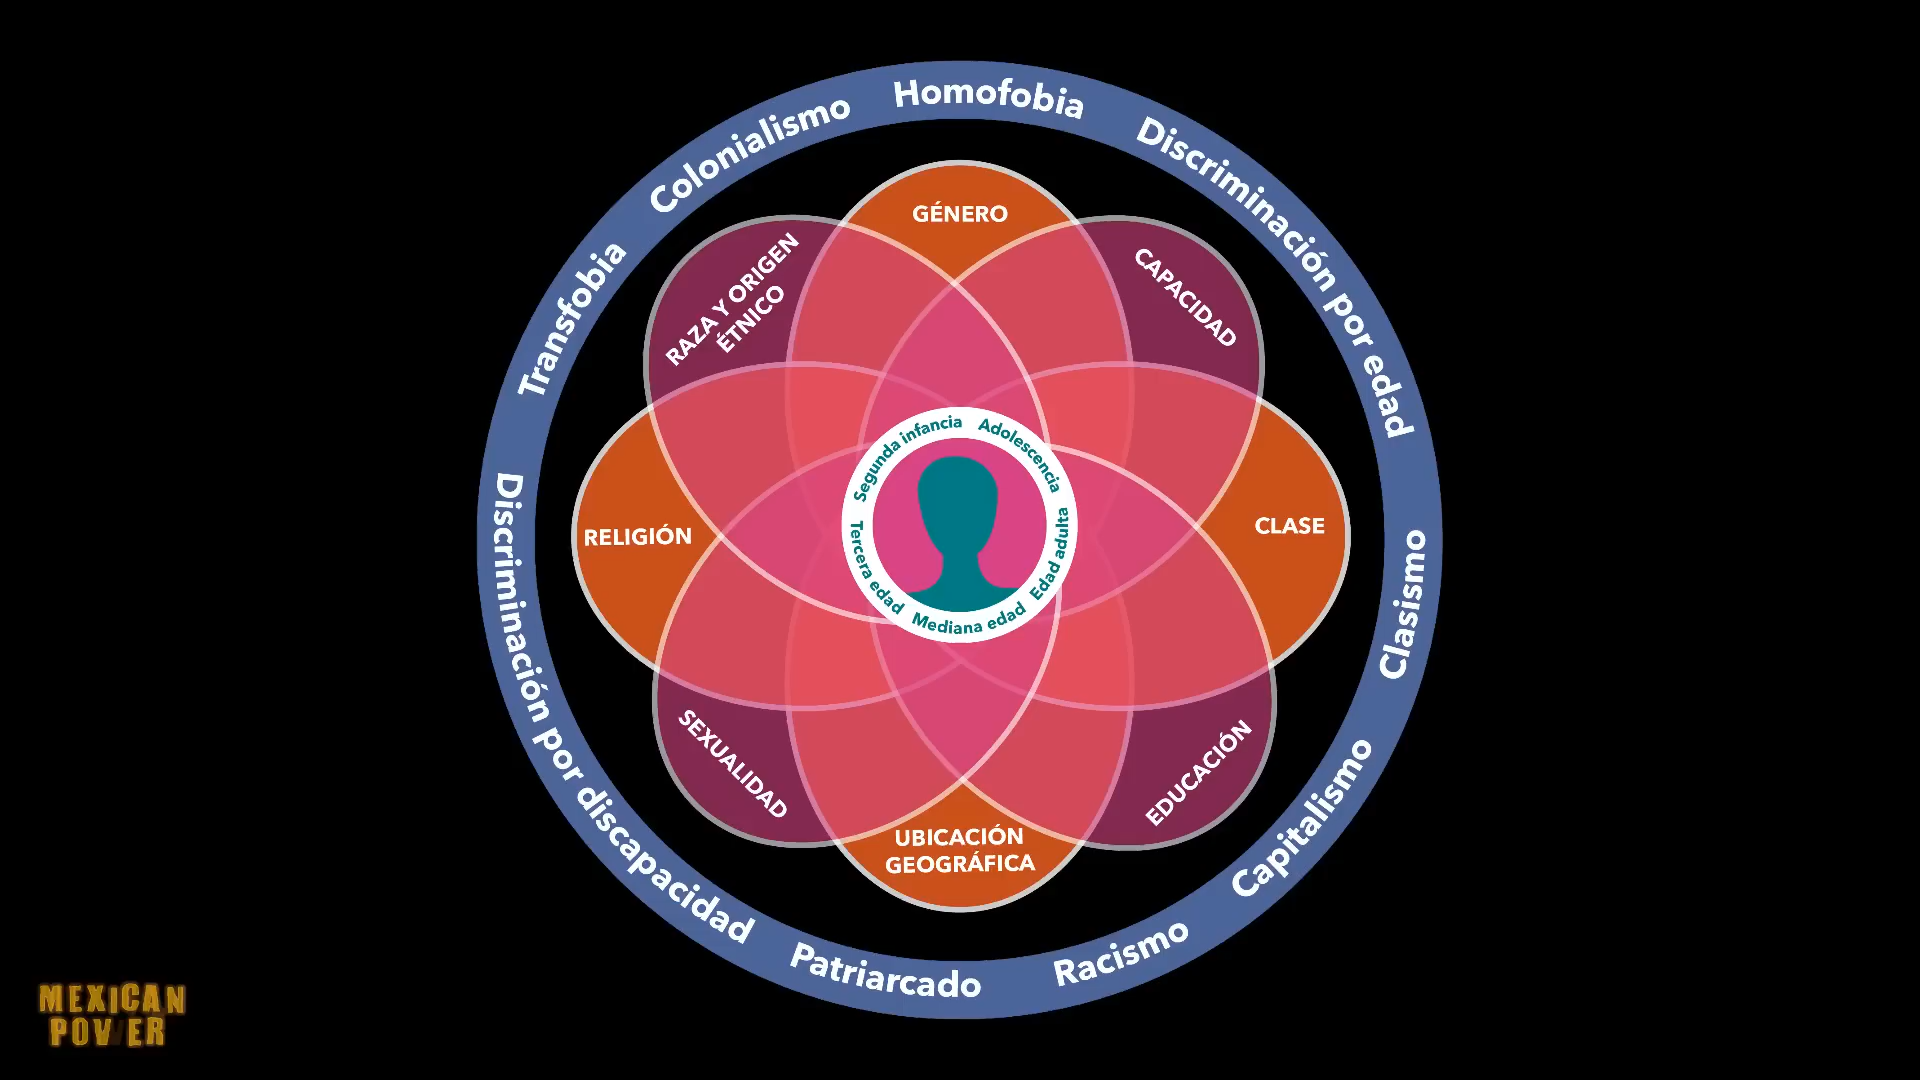 Homofobia
Discriminación por edad
Clasismo
Capitalismo
Racismo
Patriarcado
Discriminación por discapacidad
Transfobia
Colonialismo
GÉNERO
CAPACIDAD
CLASE
EDUCACIÓN
UBICACIÓN
GEOGRÁFICA
SEXUALIDAD
RELIGIÓN
RAZA Y ORIGEN
ÉTNICO
Segunda infancia
Adolescencia
Edad adulta
Mediana edad
Tercera edad
MEXICAN
POWER